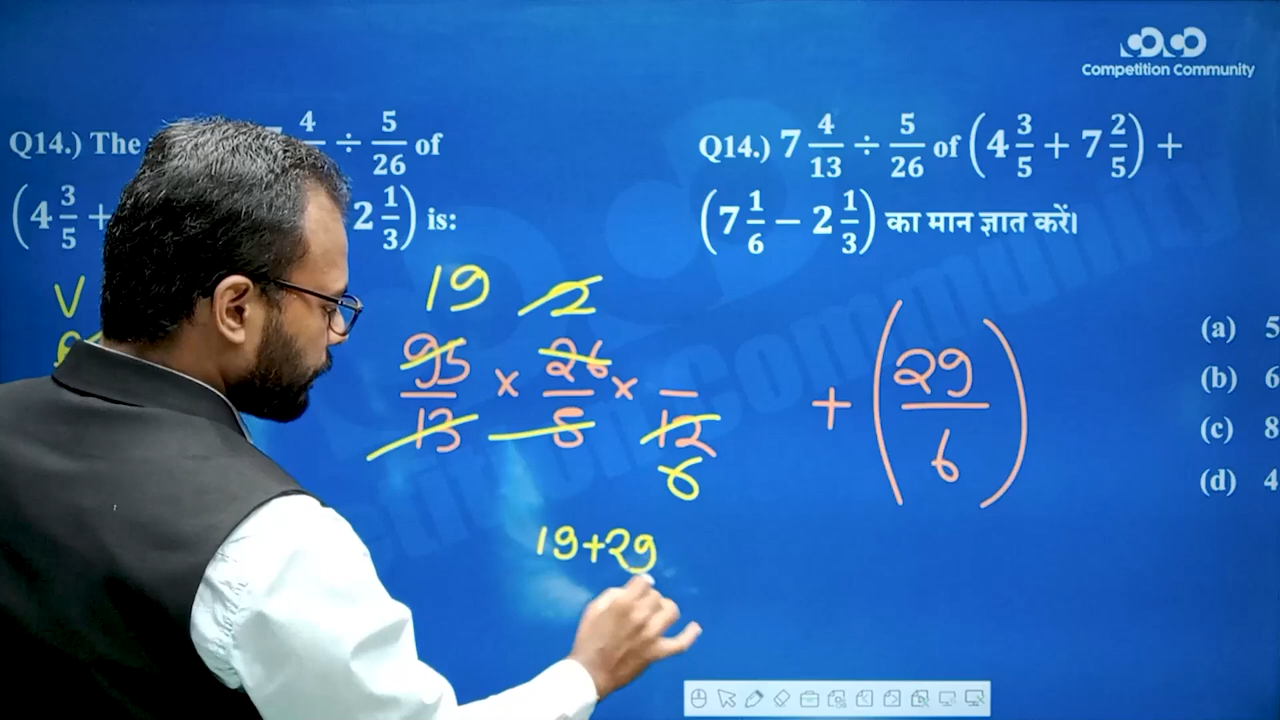 Competition Community
Q14.) The 4/13 ÷ 5/26 of
(4 3/5 + 2 1/3) is:
Q14.) 7 4/13 ÷ 5/26 of (4 3/5 + 7 2/5) +
(7 1/6 − 2 1/3) का मान ज्ञात करें।
V
19 2
95/13 × 26/5 × —/12 + (29/6)
6
19+29
(a) 5
(b) 6
(c) 8
(d) 4